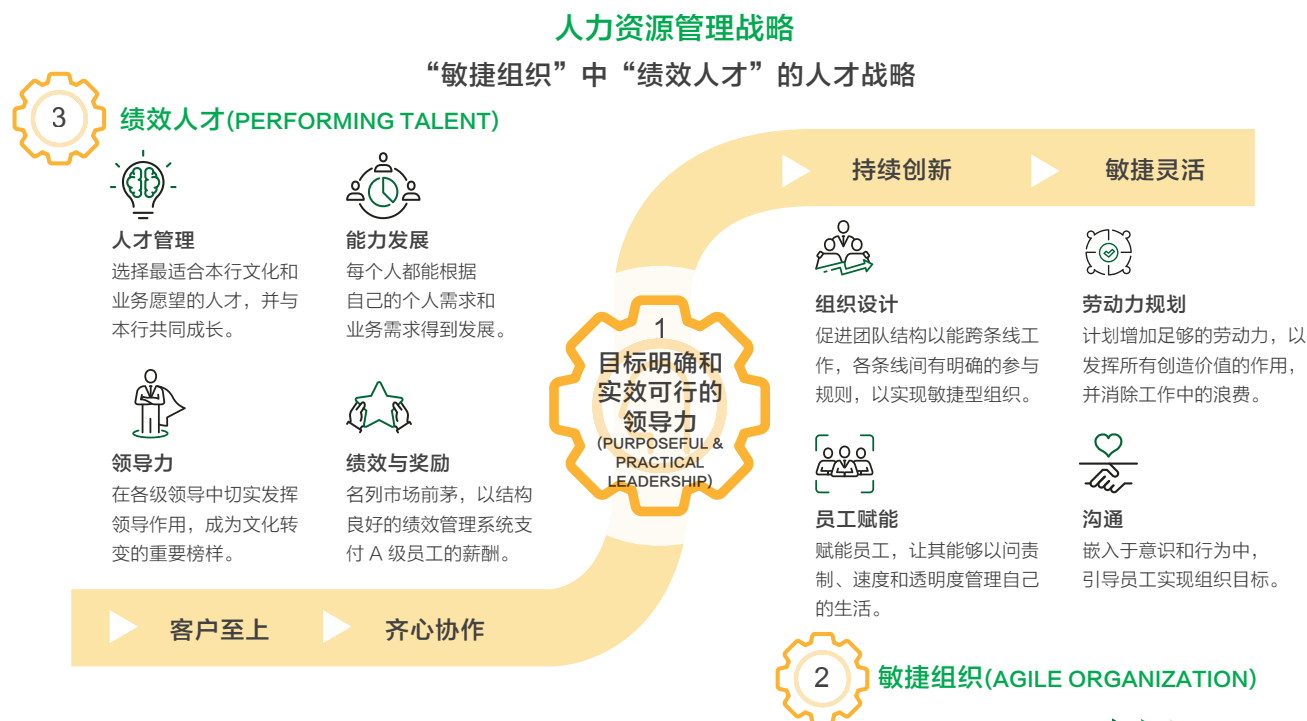 人力资源管理战略
“敏捷组织”中“绩效人才”的人才战略
3
绩效人才(PERFORMING TALENT)
人才管理
选择最适合本行文化和
业务愿望的人才，并与
本行共同成长。
能力发展
每个人都能根据
自己的个人需求和
业务需求得到发展。
领导力
在各级领导中切实发挥
领导作用，成为文化转
变的重要榜样。
绩效与奖励
名列市场前茅，以结构
良好的绩效管理系统支
付 A 级员工的薪酬。
客户至上
齐心协作
1
目标明确和
实效可行的
领导力
(PURPOSEFUL &
PRACTICAL
LEADERSHIP)
持续创新
敏捷灵活
组织设计
促进团队结构以能跨条线工
作，各条线间有明确的参与
规则，以实现敏捷型组织。
劳动力规划
计划增加足够的劳动力，以
发挥所有创造价值的作用，
并消除工作中的浪费。
员工赋能
赋能员工，让其能够以问责
制、速度和透明度管理自己
的生活。
沟通
嵌入于意识和行为中，
引导员工实现组织目标。
2
敏捷组织(AGILE ORGANIZATION)